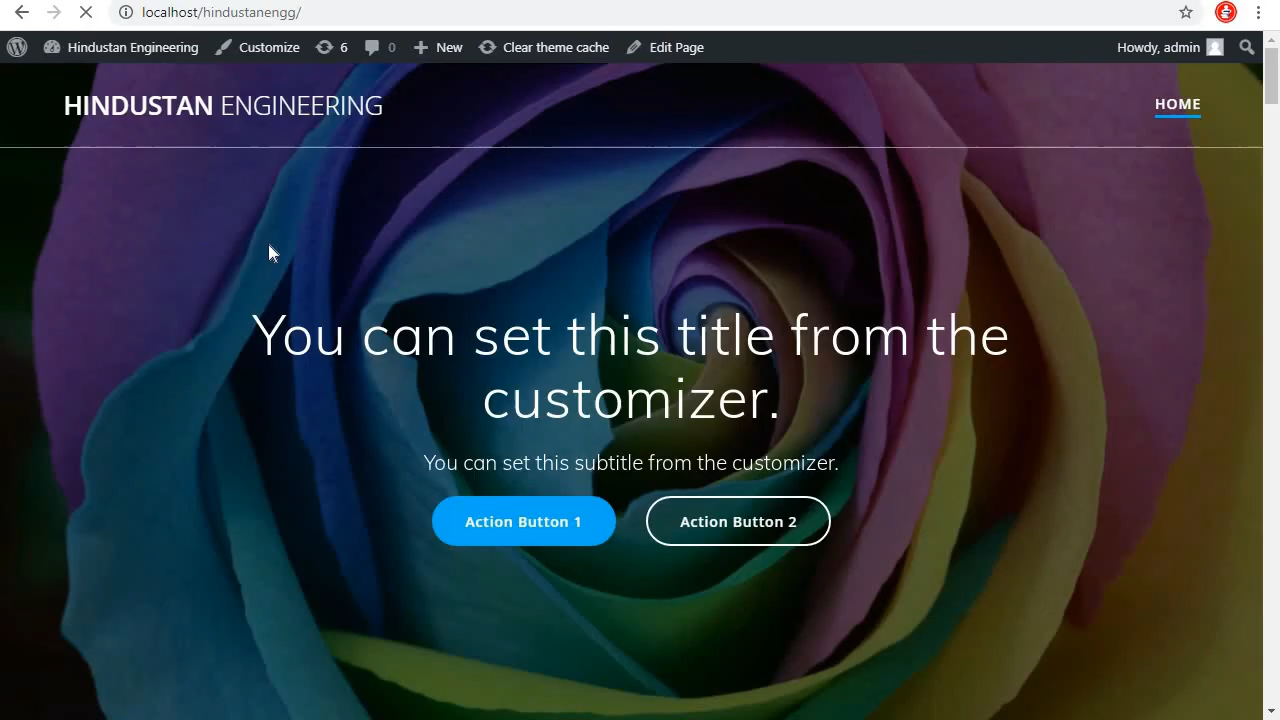 localhost/hindustanengg/
Hindustan Engineering Customize 6 0 New Clear theme cache Edit Page Howdy, admin
HINDUSTAN ENGINEERING HOME
You can set this title from the
customizer.
You can set this subtitle from the customizer.
Action Button 1 Action Button 2